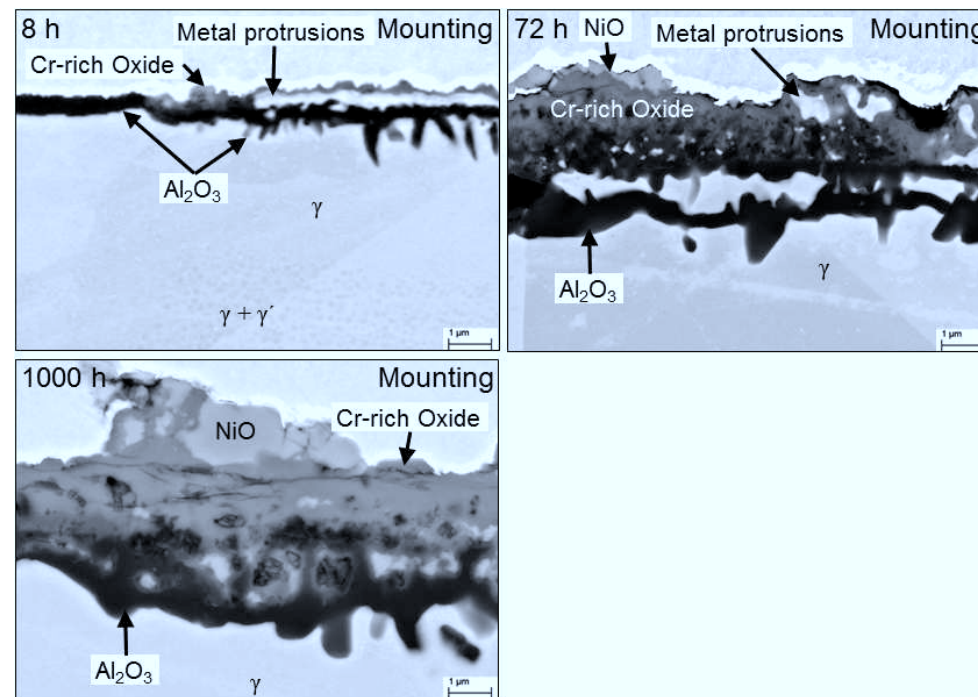 8 h
Metal protrusions
Mounting
Cr-rich Oxide
Al₂O₃
γ
γ + γ´
1 µm
72 h
NiO
Metal protrusions
Mounting
Cr-rich Oxide
Al₂O₃
γ
1 µm
1000 h
Mounting
Cr-rich Oxide
NiO
Al₂O₃
γ
1 µm